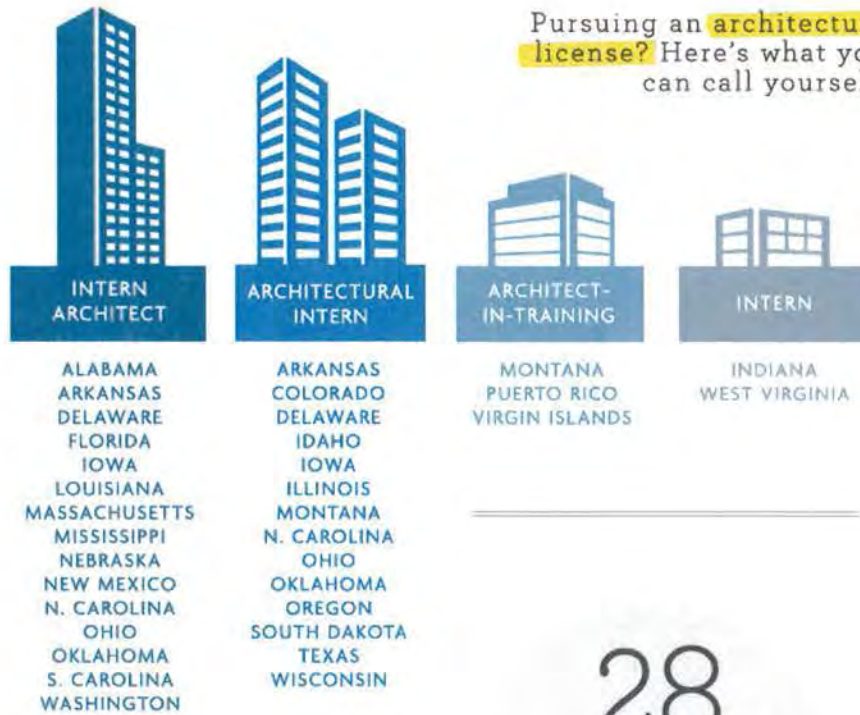 Pursuing an architectu
license? Here's what yo
can call yourse
INTERN
ARCHITECT
ALABAMA
ARKANSAS
DELAWARE
FLORIDA
IOWA
LOUISIANA
MASSACHUSETTS
MISSISSIPPI
NEBRASKA
NEW MEXICO
N. CAROLINA
OHIO
OKLAHOMA
S. CAROLINA
WASHINGTON
ARCHITECTURAL
INTERN
ARKANSAS
COLORADO
DELAWARE
IDAHO
IOWA
ILLINOIS
MONTANA
N. CAROLINA
OHIO
OKLAHOMA
OREGON
SOUTH DAKOTA
TEXAS
WISCONSIN
ARCHITECT-
IN-TRAINING
MONTANA
PUERTO RICO
VIRGIN ISLANDS
INTERN
INDIANA
WEST VIRGINIA
28